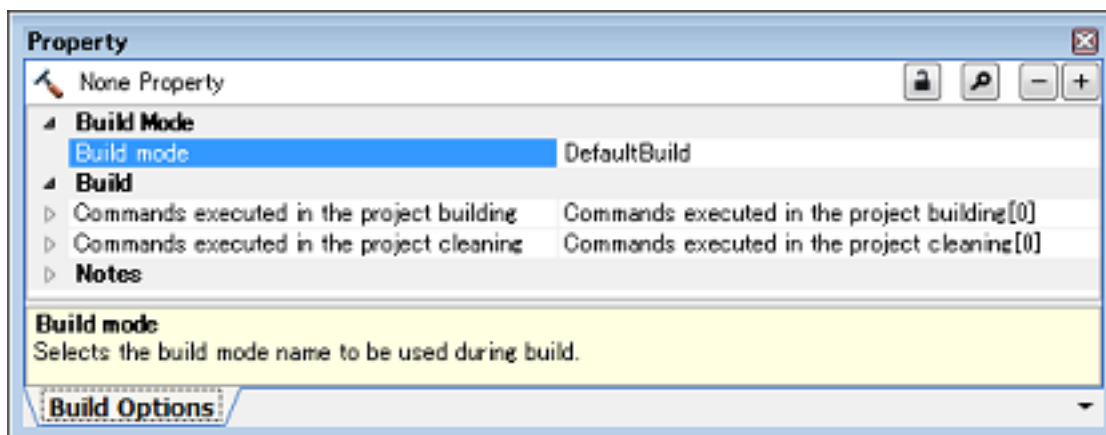 Property
None Property
Build Mode
Build mode DefaultBuild
Build
Commands executed in the project building Commands executed in the project building[0]
Commands executed in the project cleaning Commands executed in the project cleaning[0]
Notes
Build mode
Selects the build mode name to be used during build.
Build Options